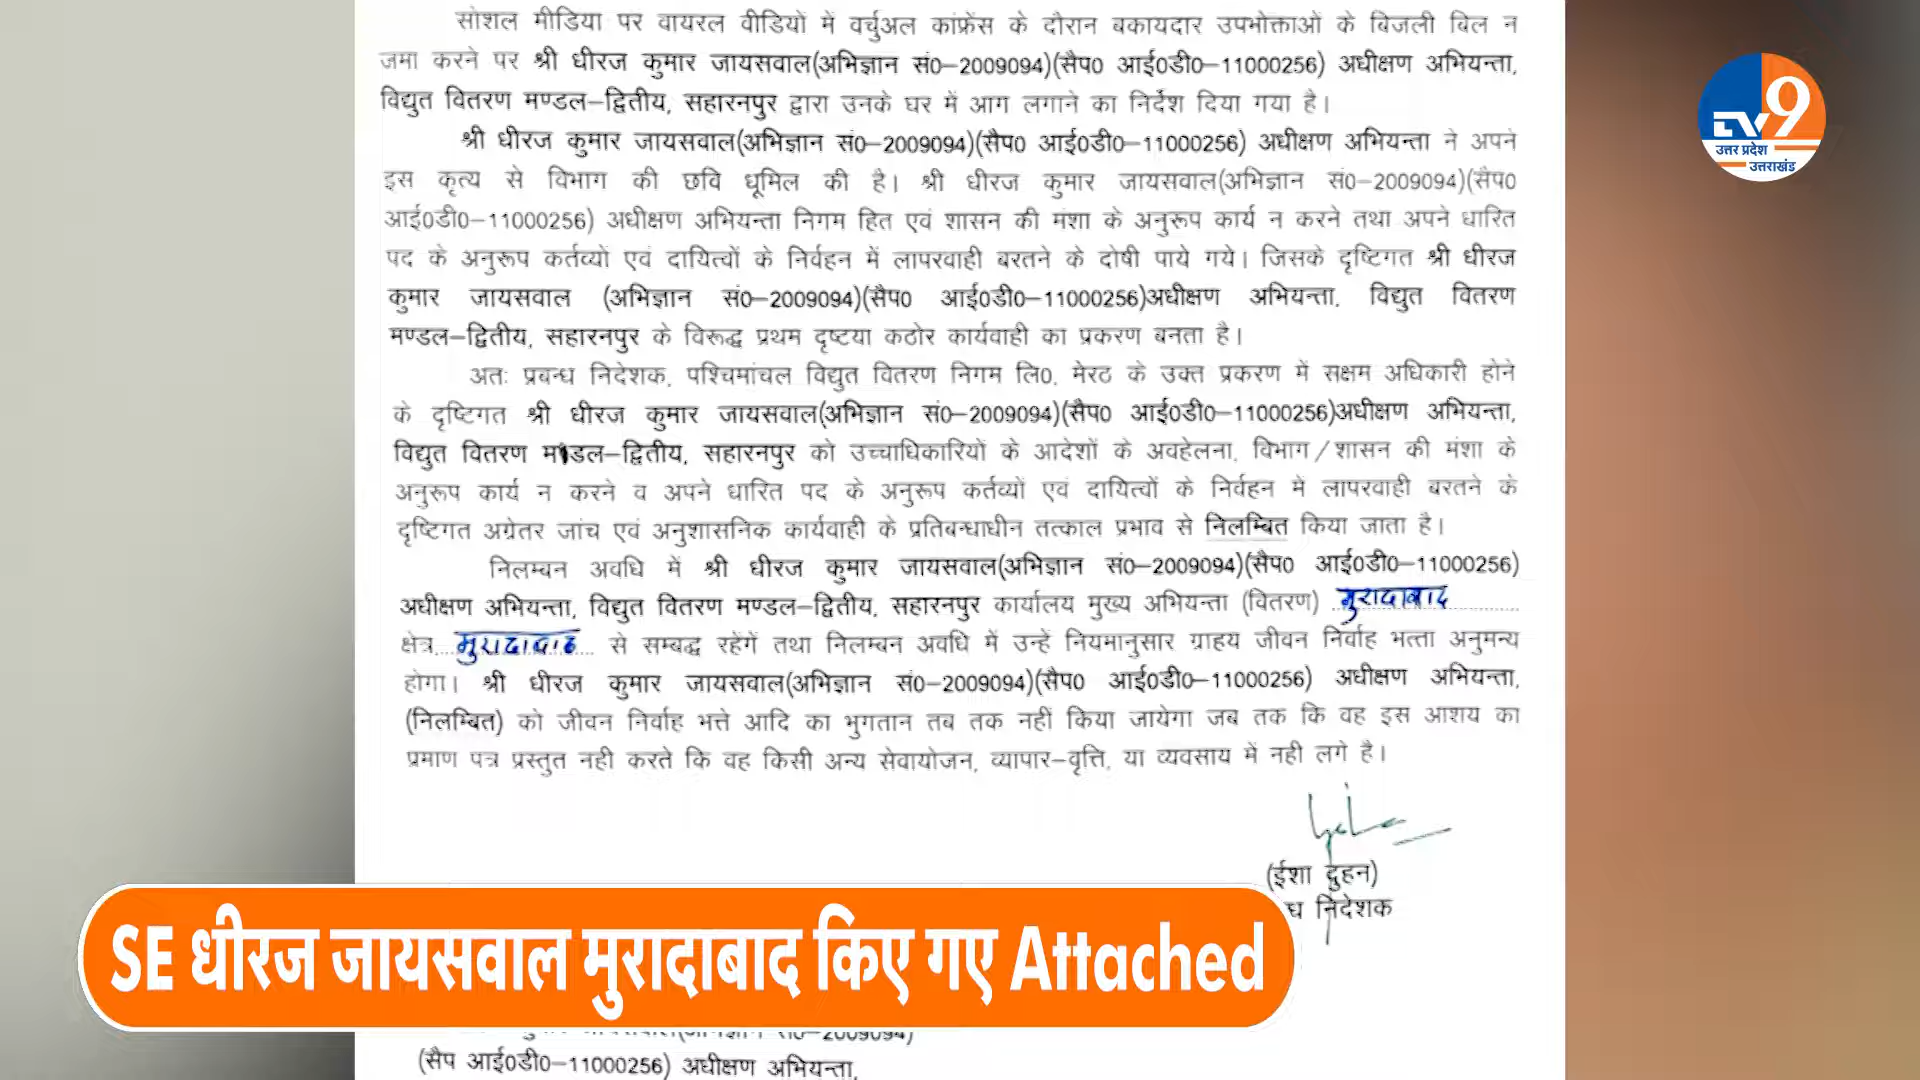 सोशल मीडिया पर वायरल वीडियों में वर्चुअल कांफ्रेंस के दौरान बकायदार उपभोक्ताओं के बिजली बिल न
जमा करने पर श्री धीरज कुमार जायसवाल(अभिज्ञान सं0-2009094)(सैप0 आई0डी0-11000256) अधीक्षण अभियन्ता,
विद्युत वितरण मण्डल-द्वितीय, सहारनपुर द्वारा उनके घर में आग लगाने का निर्देश दिया गया है।
श्री धीरज कुमार जायसवाल(अभिज्ञान सं0-2009094)(सैप0 आई0डी0-11000256) अधीक्षण अभियन्ता ने अपने
इस कृत्य से विभाग की छवि धूमिल की है। श्री धीरज कुमार जायसवाल(अभिज्ञान सं0-2009094)(सैप0
आई0डी0-11000256) अधीक्षण अभियन्ता निगम हित एवं शासन की मंशा के अनुरूप कार्य न करने तथा अपने धारित
पद के अनुरूप कर्तव्यों एवं दायित्वों के निर्वहन में लापरवाही बरतने के दोषी पाये गये। जिसके दृष्टिगत श्री धीरज
कुमार जायसवाल (अभिज्ञान सं0-2009094)(सैप0 आई0डी0-11000256)अधीक्षण अभियन्ता, विद्युत वितरण
मण्डल-द्वितीय, सहारनपुर के विरूद्ध प्रथम दृष्टया कठोर कार्यवाही का प्रकरण बनता है।
अतः प्रबन्ध निदेशक, पश्चिमांचल विद्युत वितरण निगम लि0, मेरठ के उक्त प्रकरण में सक्षम अधिकारी होने
के दृष्टिगत श्री धीरज कुमार जायसवाल(अभिज्ञान सं0-2009094)(सैप0 आई0डी0-11000256)अधीक्षण अभियन्ता,
विद्युत वितरण मण्डल-द्वितीय, सहारनपुर को उच्चाधिकारियों के आदेशों के अवहेलना, विभाग/शासन की मंशा के
अनुरूप कार्य न करने व अपने धारित पद के अनुरूप कर्तव्यों एवं दायित्वों के निर्वहन में लापरवाही बरतने के
दृष्टिगत अग्रेतर जांच एवं अनुशासनिक कार्यवाही के प्रतिबन्धाधीन तत्काल प्रभाव से निलम्बित किया जाता है।
निलम्बन अवधि में श्री धीरज कुमार जायसवाल(अभिज्ञान सं0-2009094)(सैप0 आई0डी0-11000256)
अधीक्षण अभियन्ता, विद्युत वितरण मण्डल-द्वितीय, सहारनपुर कार्यालय मुख्य अभियन्ता (वितरण) मुरादाबाद
क्षेत्र, मुरादाबाद से सम्बद्ध रहेगें तथा निलम्बन अवधि में उन्हें नियमानुसार ग्राहय जीवन निर्वाह भत्ता अनुमन्य
होगा। श्री धीरज कुमार जायसवाल(अभिज्ञान सं0-2009094)(सैप0 आई0डी0-11000256) अधीक्षण अभियन्ता,
(निलम्बित) को जीवन निर्वाह भत्ते आदि का भुगतान तब तक नहीं किया जायेगा जब तक कि वह इस आशय का
प्रमाण पत्र प्रस्तुत नही करते कि वह किसी अन्य सेवायोजन, व्यापार-वृत्ति, या व्यवसाय में नही लगे है।
(ईशा दुहन)
ध निदेशक
SE धीरज जायसवाल मुरादाबाद किए गए Attached
(सैप आई0डी0-11000256) अधीक्षण अभियन्ता,
TV9
उत्तर प्रदेश
उत्तराखंड